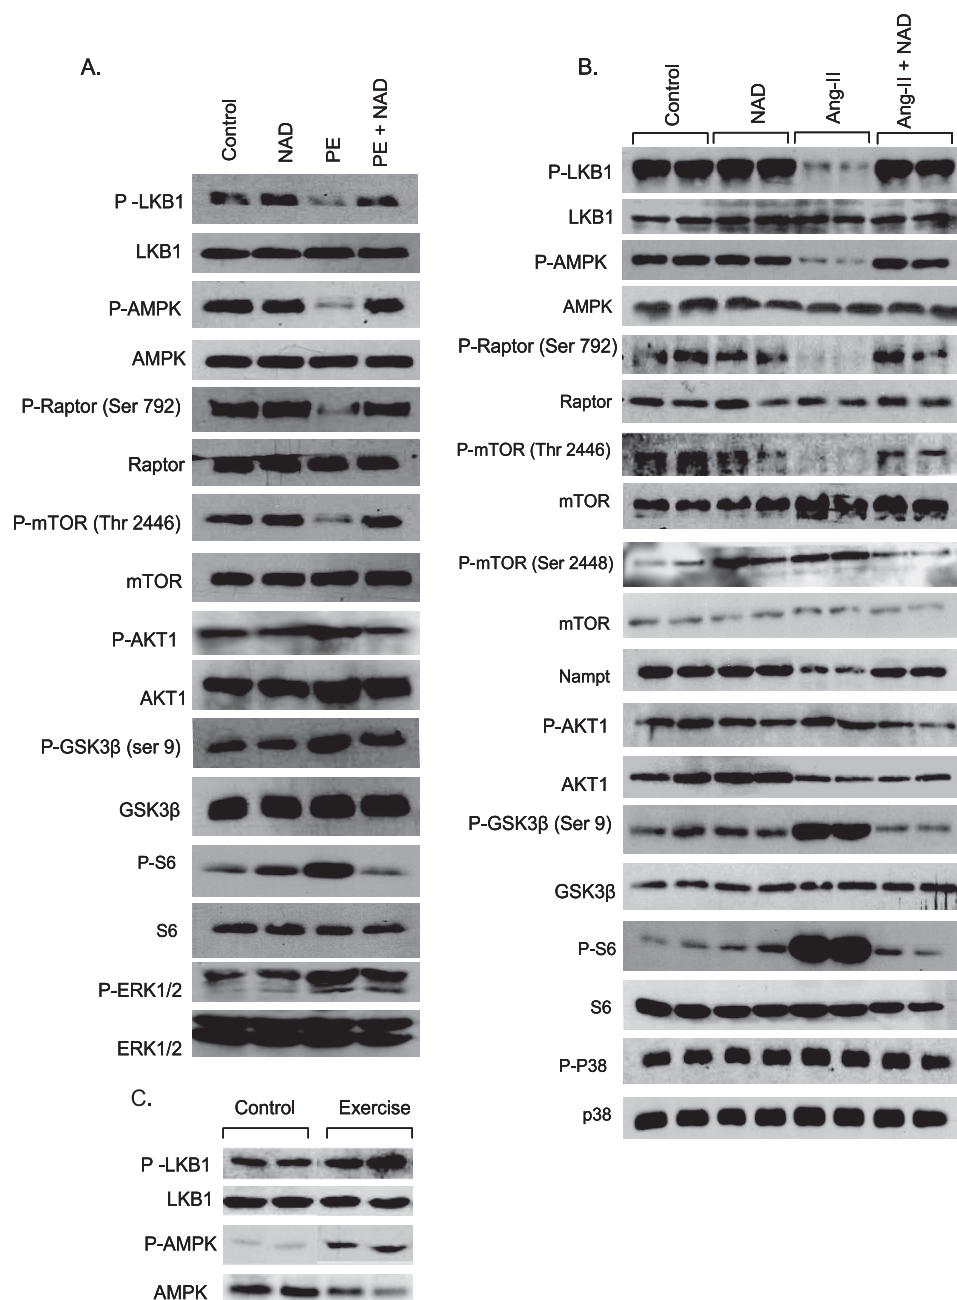 A.
Control
NAD
PE
PE + NAD
P -LKB1
LKB1
P-AMPK
AMPK
P-Raptor (Ser 792)
Raptor
P-mTOR (Thr 2446)
mTOR
P-AKT1
AKT1
P-GSK3β (ser 9)
GSK3β
P-S6
S6
P-ERK1/2
ERK1/2
B.
Control
NAD
Ang-II
Ang-II + NAD
P-LKB1
LKB1
P-AMPK
AMPK
P-Raptor (Ser 792)
Raptor
P-mTOR (Thr 2446)
mTOR
P-mTOR (Ser 2448)
mTOR
Nampt
P-AKT1
AKT1
P-GSK3β (Ser 9)
GSK3β
P-S6
S6
P-P38
p38
C.
Control
Exercise
P -LKB1
LKB1
P-AMPK
AMPK